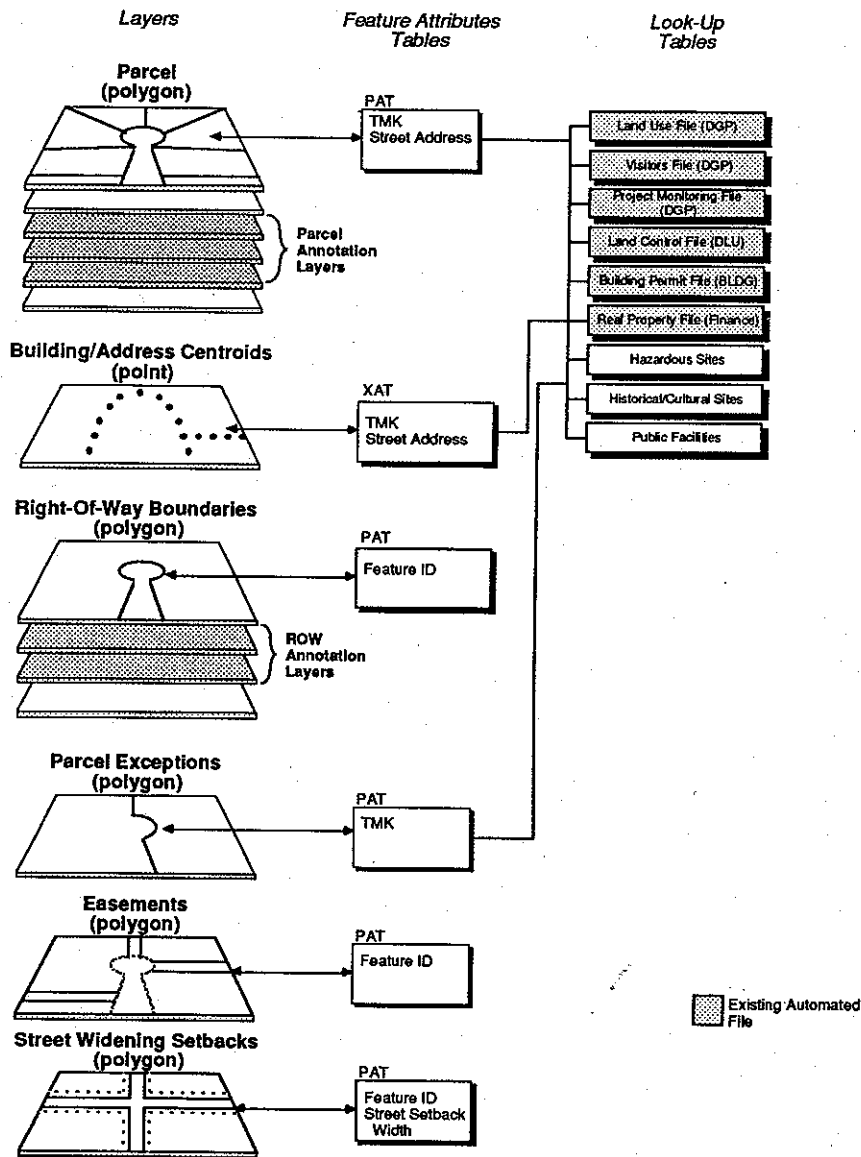 Layers
Feature Attributes
Tables
Look-Up
Tables
Parcel
(polygon)
PAT
TMK
Street Address
Parcel
Annotation
Layers
Land Use File (DGP)
Visitors File (DGP)
Project Monitoring File
(DGP)
Land Control File (DLU)
Building Permit File (BLDG)
Real Property File (Finance)
Hazardous Sites
Historical/Cultural Sites
Public Facilities
Building/Address Centroids
(point)
XAT
TMK
Street Address
Right-Of-Way Boundaries
(polygon)
PAT
Feature ID
ROW
Annotation
Layers
Parcel Exceptions
(polygon)
PAT
TMK
Easements
(polygon)
PAT
Feature ID
Existing Automated
File
Street Widening Setbacks
(polygon)
PAT
Feature ID
Street Setback
Width